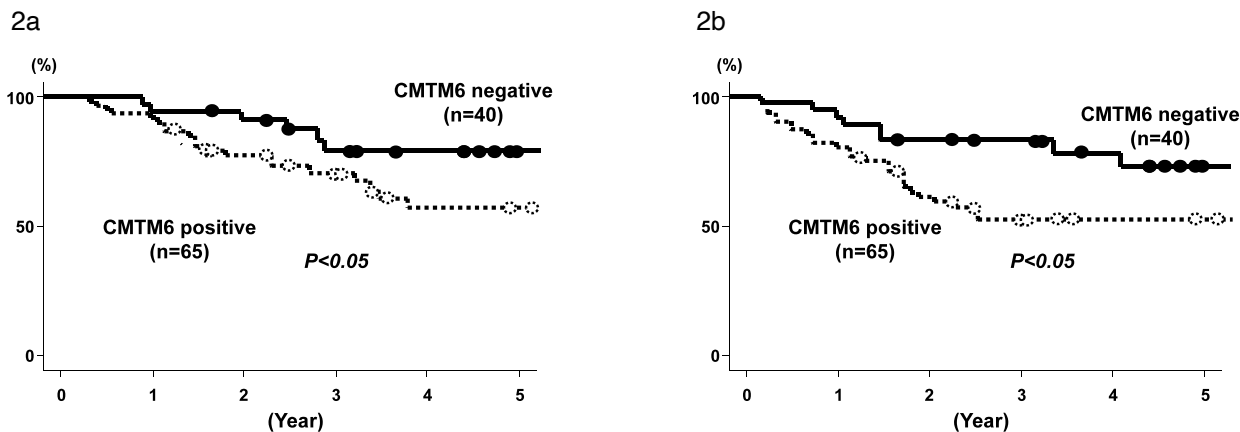 2a
(%)
100
50
0
CMTM6 negative
(n=40)
CMTM6 positive
(n=65)
P<0.05
0 1 2 3 4 5
(Year)
2b
(%)
100
50
0
CMTM6 negative
(n=40)
CMTM6 positive
(n=65)
P<0.05
0 1 2 3 4 5
(Year)